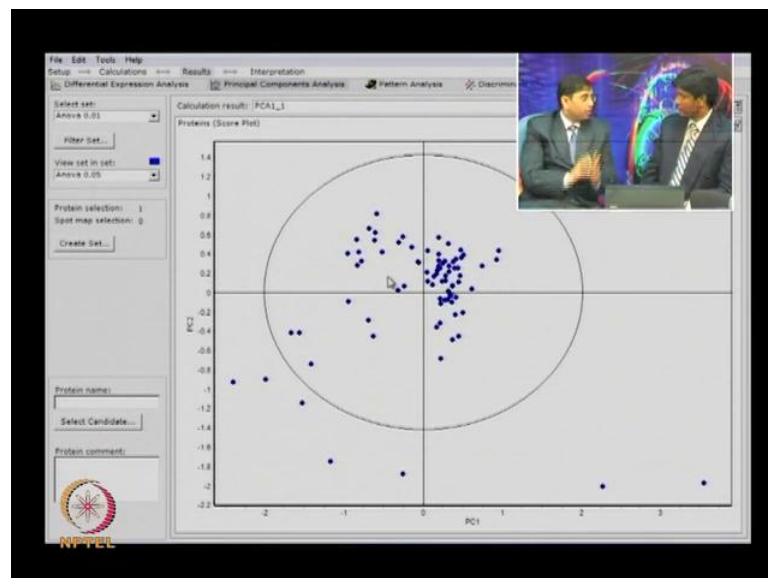 File Edit Tools Help
Setup Calculations Results Interpretation
Differential Expression Analysis Principal Components Analysis Pattern Analysis Discrimin
Select set:
Anova 0.01
Filter Set...
View set in set:
Anova 0.05
Protein selection: 1
Spot map selection: 0
Create Set...
Protein name:
Select Candidate...
Protein comment:
Calculation result: PCA1_1
Proteins (Score Plot)
1.4
1.2
1
0.8
0.6
0.4
0.2
0
-0.2
-0.4
-0.6
-0.8
-1
-1.2
-1.4
-1.6
-1.8
-2
-2.2
PC2
-2 -1 0 1 2 3
PC1
NPTEL